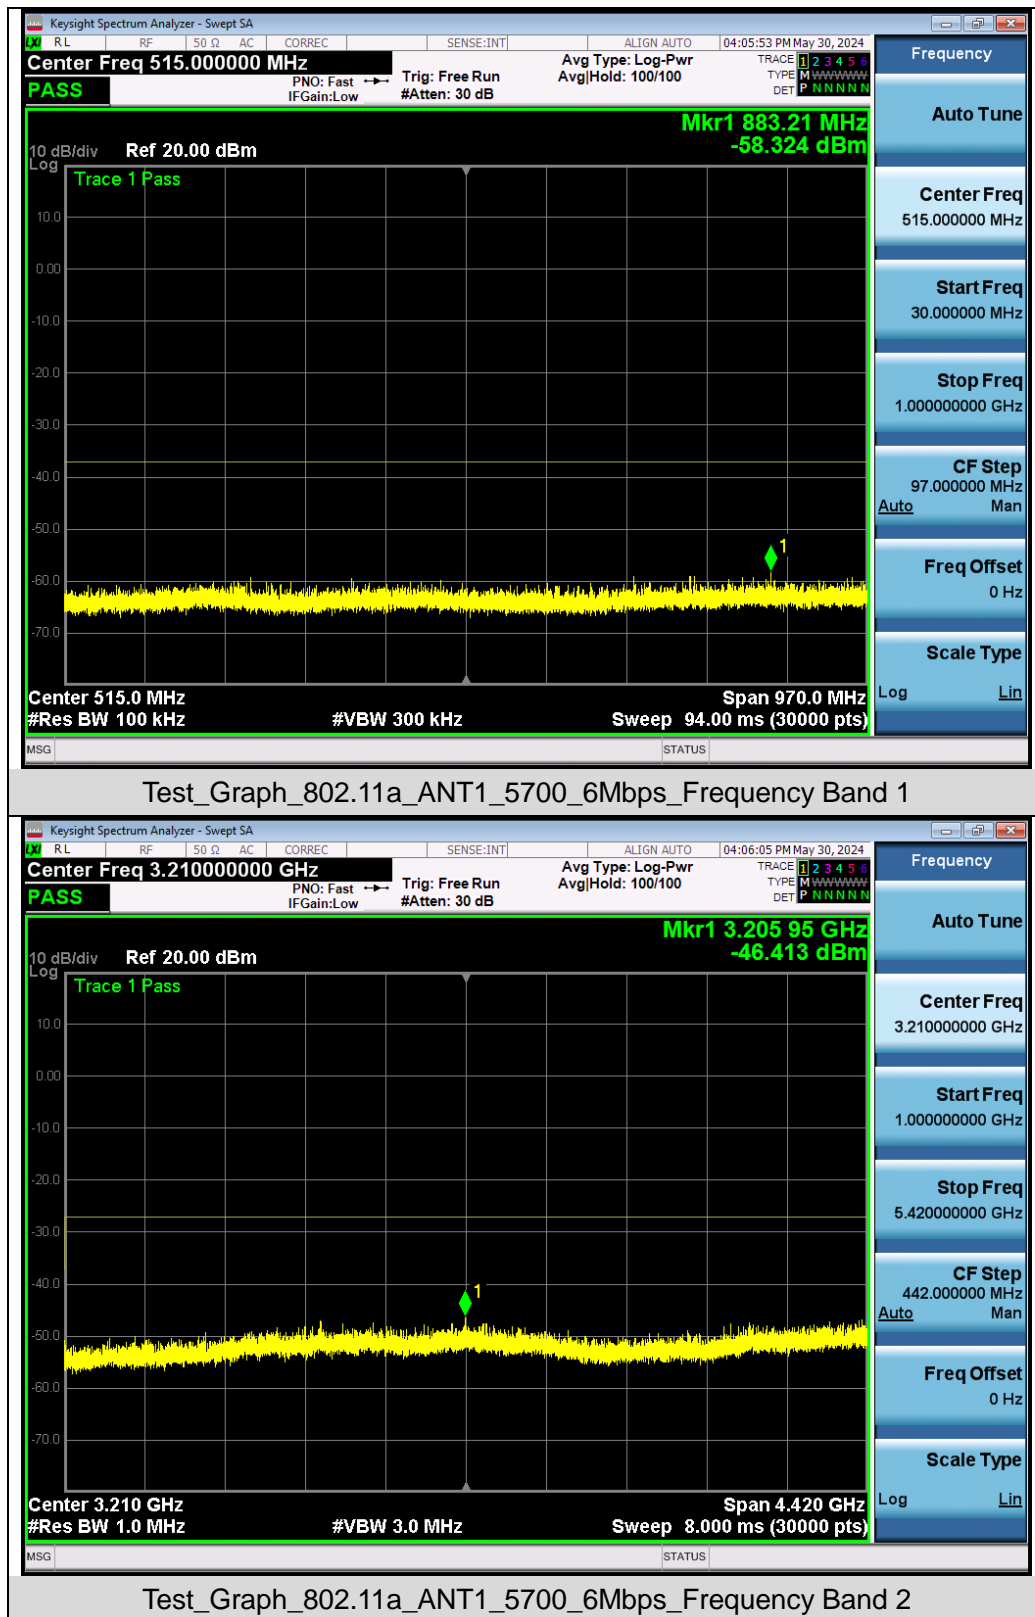 Keysight Spectrum Analyzer - Swept SA
LXI RL RF 50 Ω AC CORREC SENSE:INT ALIGN AUTO 04:05:53 PM May 30, 2024
Center Freq 515.000000 MHz
PASS
PNO: Fast
IFGain:Low
Trig: Free Run
#Atten: 30 dB
Avg Type: Log-Pwr
Avg|Hold: 100/100
TRACE 1 2 3 4 5 6
TYPE M WWWWW
DET P N N N N N
Mkr1 883.21 MHz
-58.324 dBm
10 dB/div Ref 20.00 dBm
Log
Trace 1 Pass
10.0
0.00
-10.0
-20.0
-30.0
-40.0
-50.0
1
-60.0
-70.0
Center 515.0 MHz Span 970.0 MHz
#Res BW 100 kHz #VBW 300 kHz Sweep 94.00 ms (30000 pts)
MSG STATUS
Frequency
Auto Tune
Center Freq
515.000000 MHz
Start Freq
30.000000 MHz
Stop Freq
1.000000000 GHz
CF Step
97.000000 MHz
Auto Man
Freq Offset
0 Hz
Scale Type
Log Lin
Test_Graph_802.11a_ANT1_5700_6Mbps_Frequency Band 1
Keysight Spectrum Analyzer - Swept SA
LXI RL RF 50 Ω AC CORREC SENSE:INT ALIGN AUTO 04:06:05 PM May 30, 2024
Center Freq 3.210000000 GHz
PASS
PNO: Fast
IFGain:Low
Trig: Free Run
#Atten: 30 dB
Avg Type: Log-Pwr
Avg|Hold: 100/100
TRACE 1 2 3 4 5 6
TYPE M WWWWW
DET P N N N N N
Mkr1 3.205 95 GHz
-46.413 dBm
10 dB/div Ref 20.00 dBm
Log
Trace 1 Pass
10.0
0.00
-10.0
-20.0
-30.0
-40.0
1
-50.0
-60.0
-70.0
Center 3.210 GHz Span 4.420 GHz
#Res BW 1.0 MHz #VBW 3.0 MHz Sweep 8.000 ms (30000 pts)
MSG STATUS
Frequency
Auto Tune
Center Freq
3.210000000 GHz
Start Freq
1.000000000 GHz
Stop Freq
5.420000000 GHz
CF Step
442.000000 MHz
Auto Man
Freq Offset
0 Hz
Scale Type
Log Lin
Test_Graph_802.11a_ANT1_5700_6Mbps_Frequency Band 2